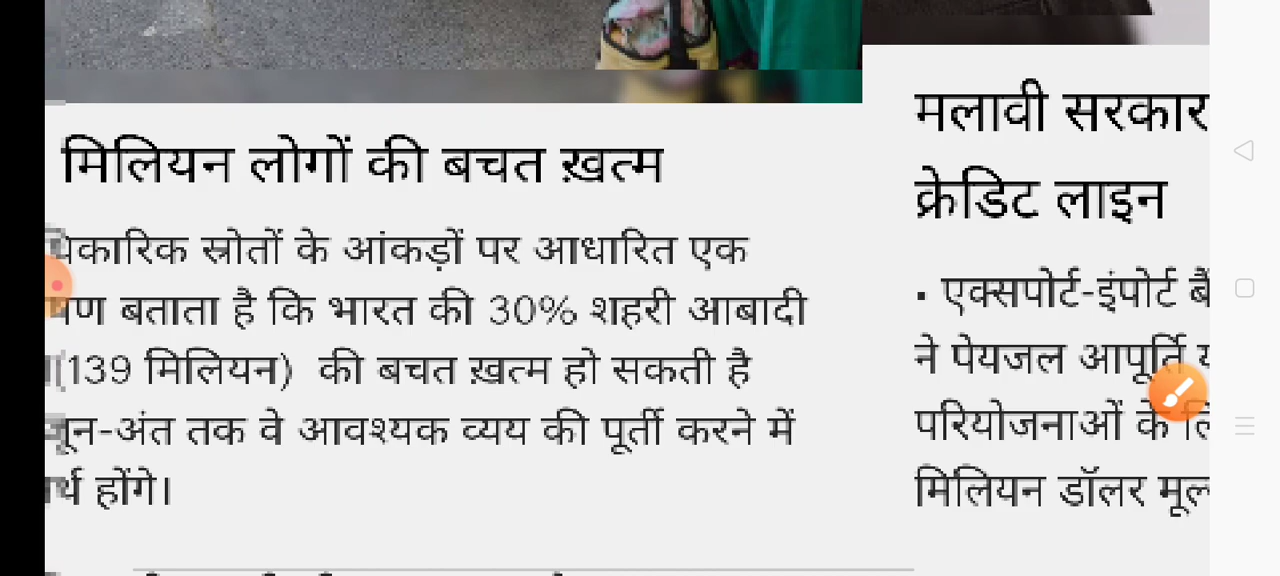 मिलियन लोगों की बचत ख़त्म
स्रोतों के आंकड़ों पर आधारित एक
बताता है कि भारत की 30% शहरी आबादी
(139 मिलियन) की बचत ख़त्म हो सकती है
तक वे आवश्यक व्यय की पूर्ती करने में
होंगे।
मलावी सरकार
क्रेडिट लाइन
▪ एक्सपोर्ट-इंपोर्ट
ने पेयजल आपूर्ति
परियोजनाओं के
मिलियन डॉलर